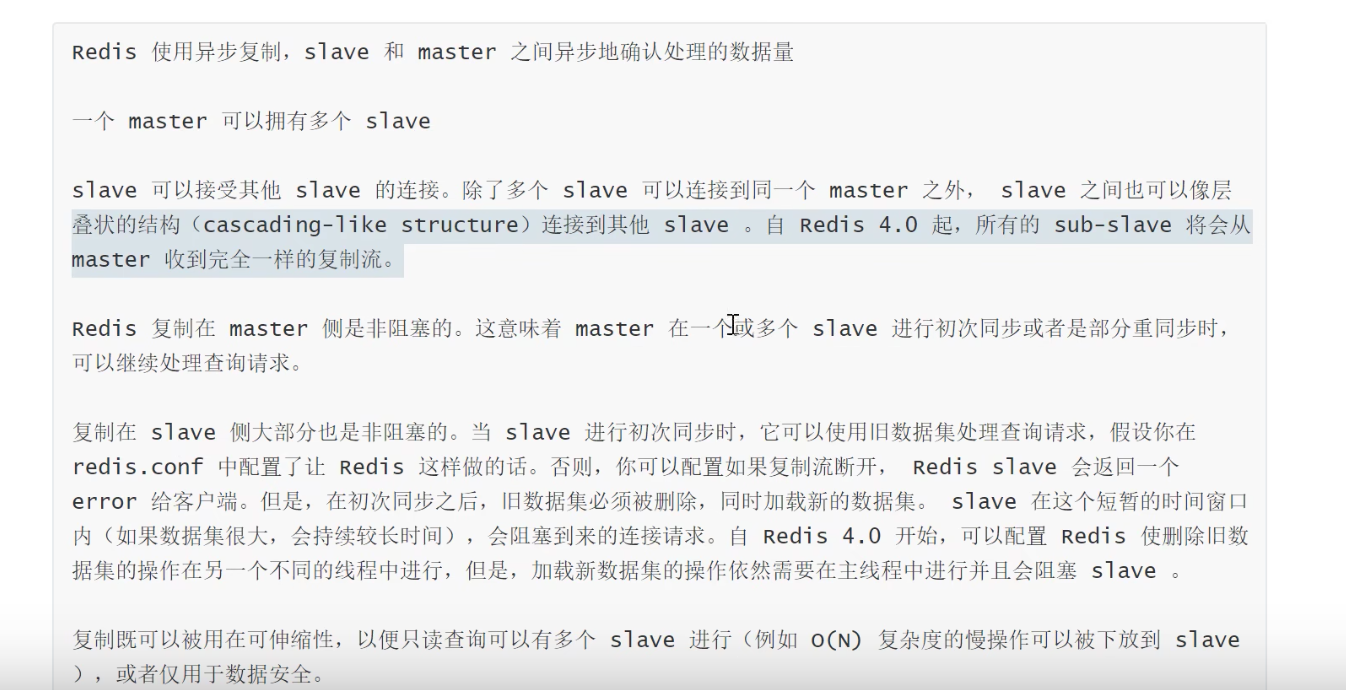 Redis 使用异步复制，slave 和 master 之间异步地确认处理的数据量
一个 master 可以拥有多个 slave
slave 可以接受其他 slave 的连接。除了多个 slave 可以连接到同一个 master 之外， slave 之间也可以像层
叠状的结构（cascading-like structure）连接到其他 slave 。自 Redis 4.0 起，所有的 sub-slave 将会从
master 收到完全一样的复制流。
Redis 复制在 master 侧是非阻塞的。这意味着 master 在一个或多个 slave 进行初次同步或者是部分重同步时，
可以继续处理查询请求。
复制在 slave 侧大部分也是非阻塞的。当 slave 进行初次同步时，它可以使用旧数据集处理查询请求，假设你在
redis.conf 中配置了让 Redis 这样做的话。否则，你可以配置如果复制流断开， Redis slave 会返回一个
error 给客户端。但是，在初次同步之后，旧数据集必须被删除，同时加载新的数据集。 slave 在这个短暂的时间窗口
内（如果数据集很大，会持续较长时间），会阻塞到来的连接请求。自 Redis 4.0 开始，可以配置 Redis 使删除旧数
据集的操作在另一个不同的线程中进行，但是，加载新数据集的操作依然需要在主线程中进行并且会阻塞 slave 。
复制既可以被用在可伸缩性，以便只读查询可以有多个 slave 进行（例如 O(N) 复杂度的慢操作可以被下放到 slave
），或者仅用于数据安全。